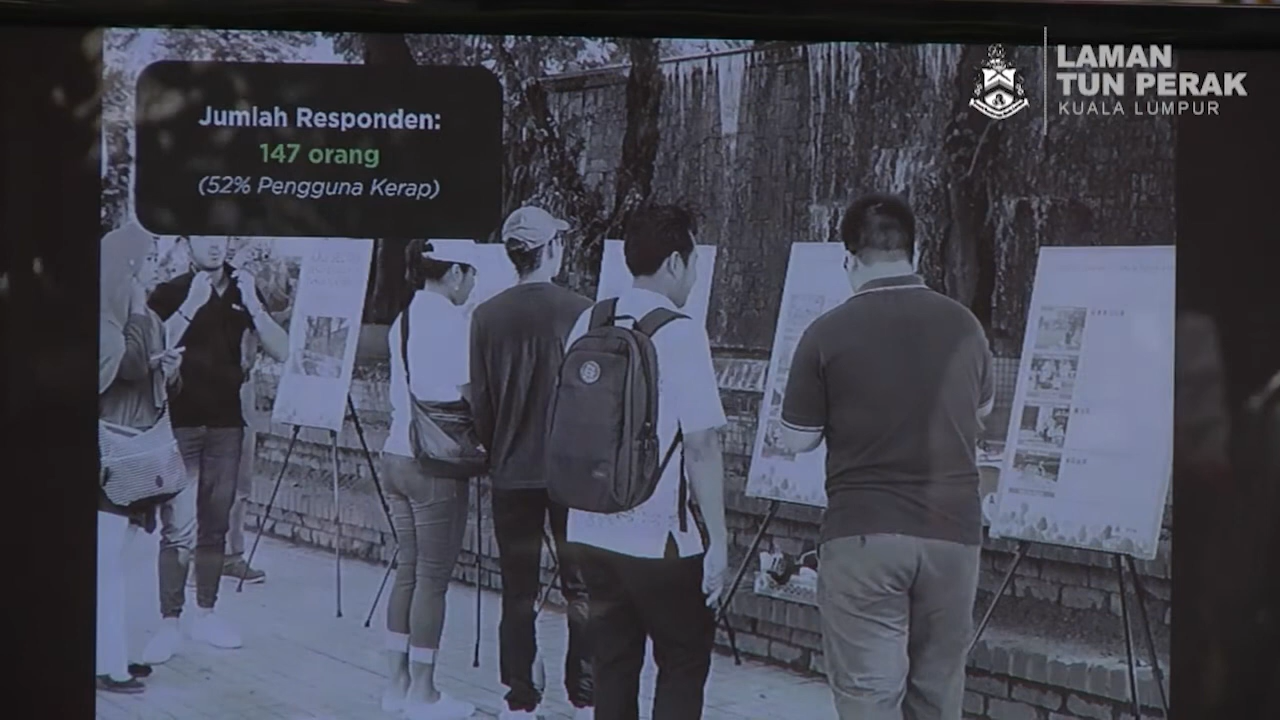 Jumlah Responden:
147 orang
(52% Pengguna Kerap)
LAMAN
TUN PERAK
KUALA LUMPUR